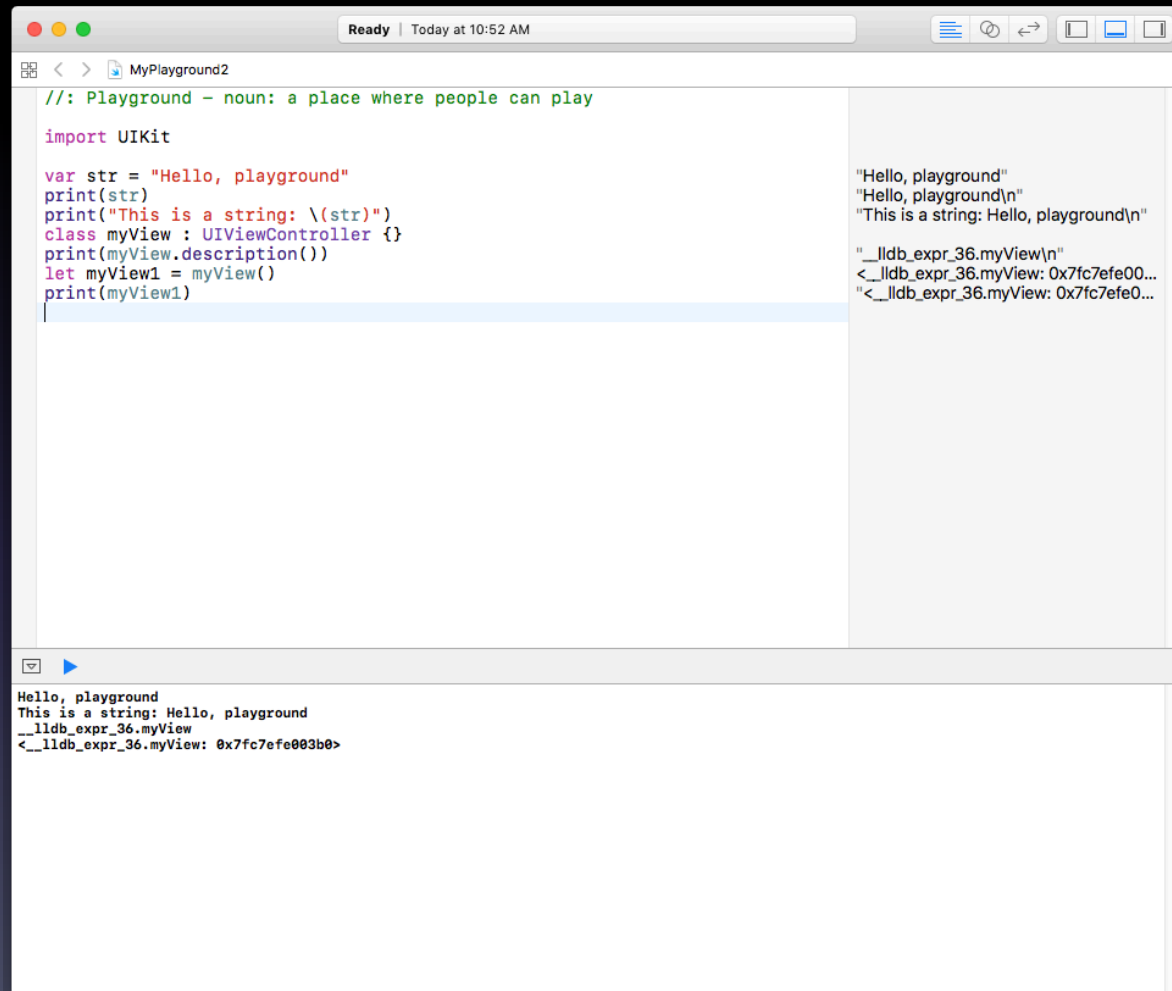 Ready | Today at 10:52 AM
MyPlayground2
//: Playground – noun: a place where people can play
import UIKit
var str = "Hello, playground"
print(str)
print("This is a string: \(str)")
class myView : UIViewController {}
print(myView.description())
let myView1 = myView()
print(myView1)
"Hello, playground"
"Hello, playground\n"
"This is a string: Hello, playground\n"
"__lldb_expr_36.myView\n"
<__lldb_expr_36.myView: 0x7fc7efe00...
"<__lldb_expr_36.myView: 0x7fc7efe0...
Hello, playground
This is a string: Hello, playground
__lldb_expr_36.myView
<__lldb_expr_36.myView: 0x7fc7efe003b0>